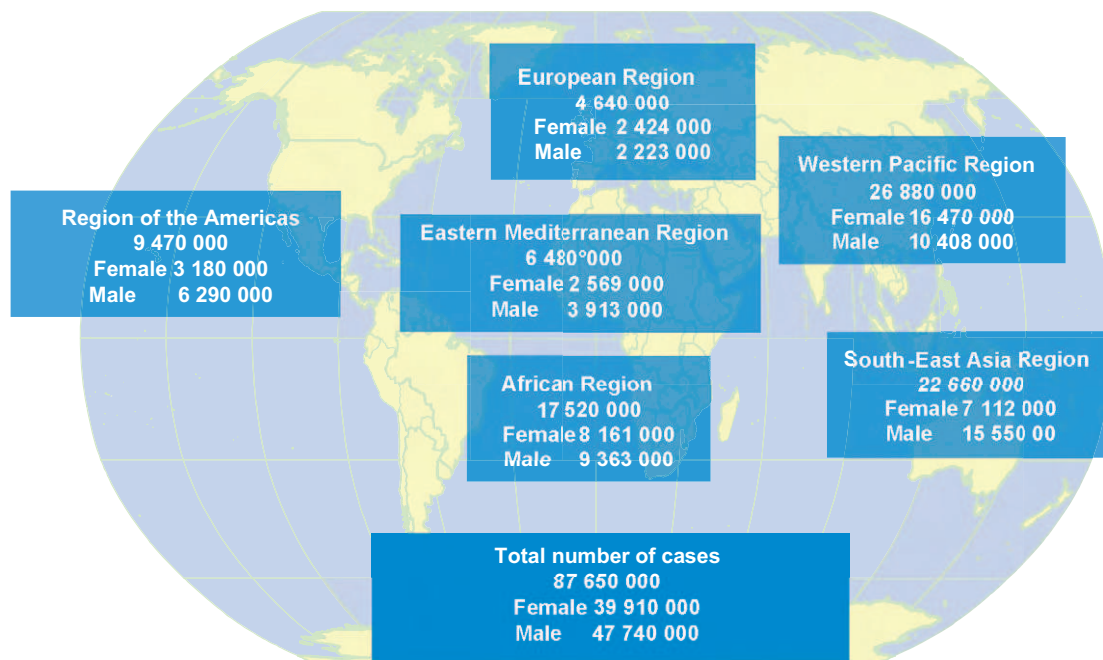 European Region
4 640 000
Female 2 424 000
Male 2 223 000
Western Pacific Region
26 880 000
Female 16 470 000
Male 10 408 000
Region of the Americas
9 470 000
Female 3 180 000
Male 6 290 000
Eastern Mediterranean Region
6 480°000
Female 2 569 000
Male 3 913 000
South-East Asia Region
22 660 000
Female 7 112 000
Male 15 550 00
African Region
17 520 000
Female 8 161 000
Male 9 363 000
Total number of cases
87 650 000
Female 39 910 000
Male 47 740 000